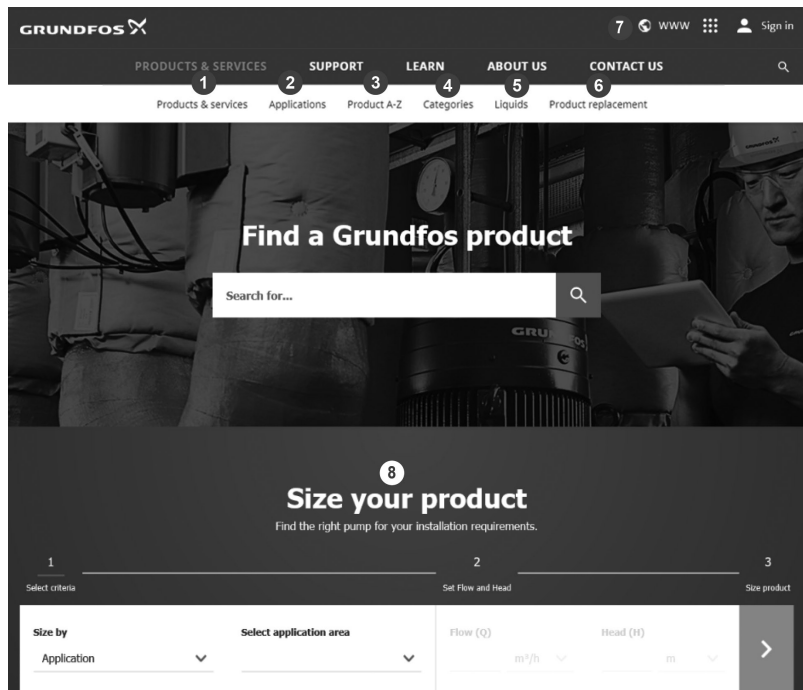 GRUNDFOS
7 WWW Sign in
PRODUCTS & SERVICES SUPPORT LEARN ABOUT US CONTACT US
1 2 3 4 5 6
Products & services Applications Product A-Z Categories Liquids Product replacement
Find a Grundfos product
Search for...
GRU
8
Size your product
Find the right pump for your installation requirements.
1 2 3
Select criteria Set Flow and Head Size product
Size by Select application area Flow (Q) Head (H)
Application m³/h m